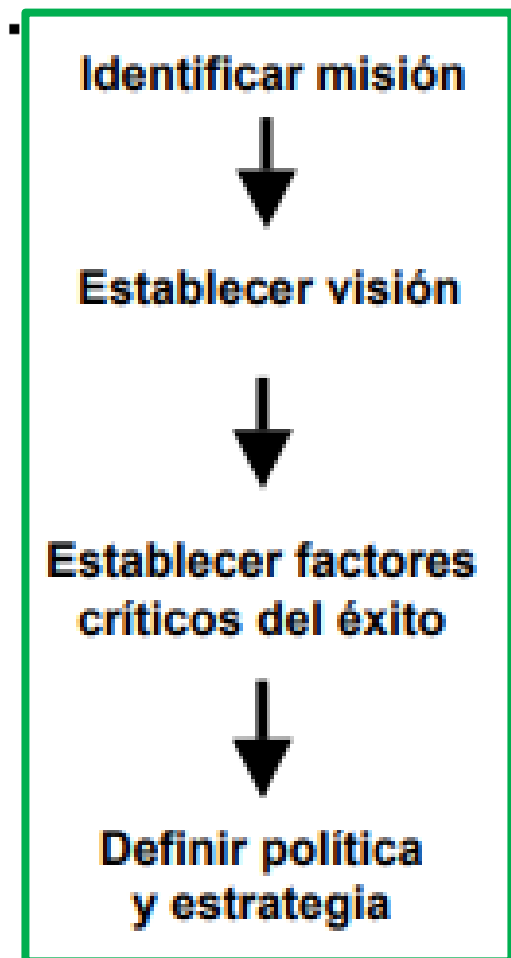 Identificar misión
Establecer visión
Establecer factores
críticos del éxito
Definir política
y estrategia